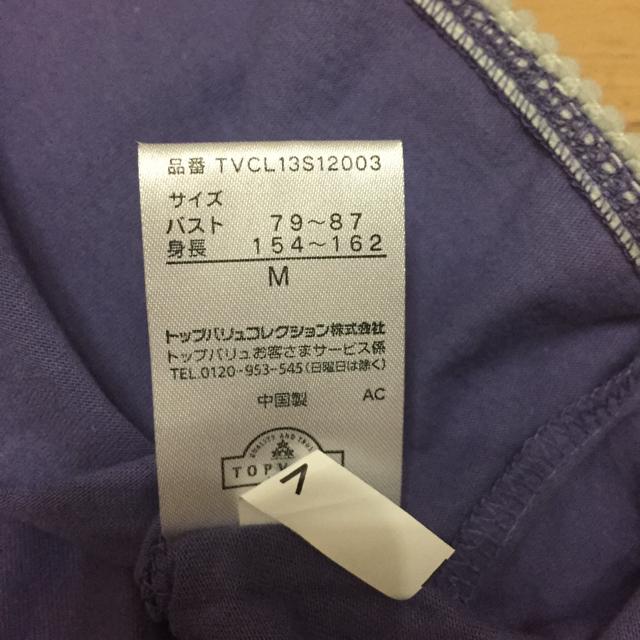 品番 TVCL13S12003
サイズ
バスト 79～87
身長 154～162
M
トップバリュコレクション株式会社
トップバリュお客さまサービス係
TEL.0120-953-545(日曜日は除く)
中国製 AC
QUALITY AND